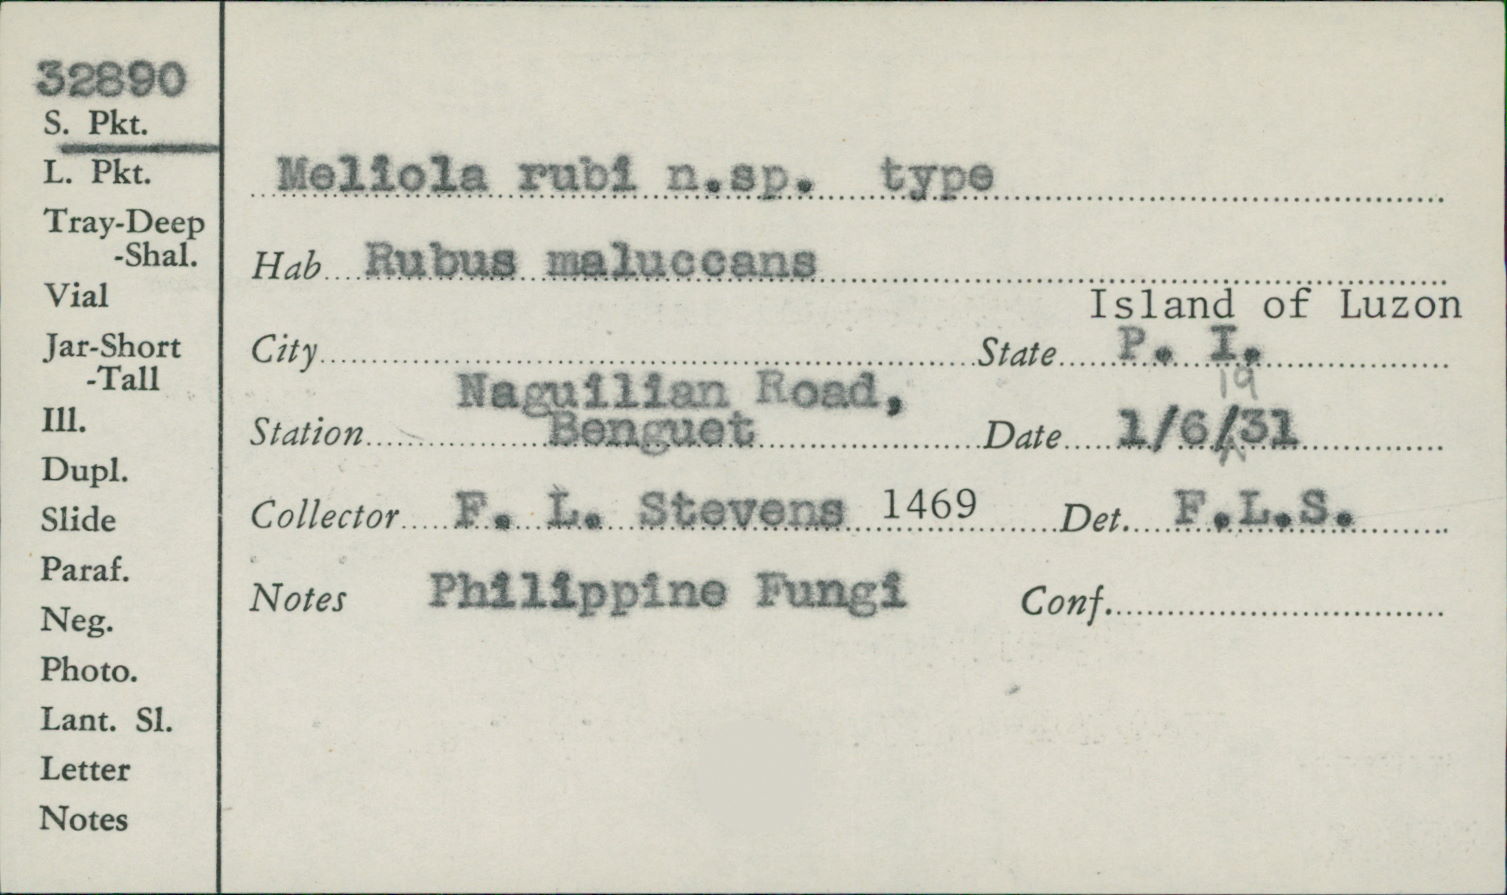 32890
S. Pkt.
L. Pkt.
Tray-Deep
-Shal.
Vial
Jar-Short
-Tall
Ill.
Dupl.
Slide
Paraf.
Neg.
Photo.
Lant. Sl.
Letter
Notes
Meliola rubi n.sp. type
Hab Rubus maluccans
Island of Luzon
City State P. I.
Naguilian Road,
19
Station Benguet Date 1/6/31
Collector F. L. Stevens 1469 Det. F.L.S.
Notes Philippine Fungi Conf.